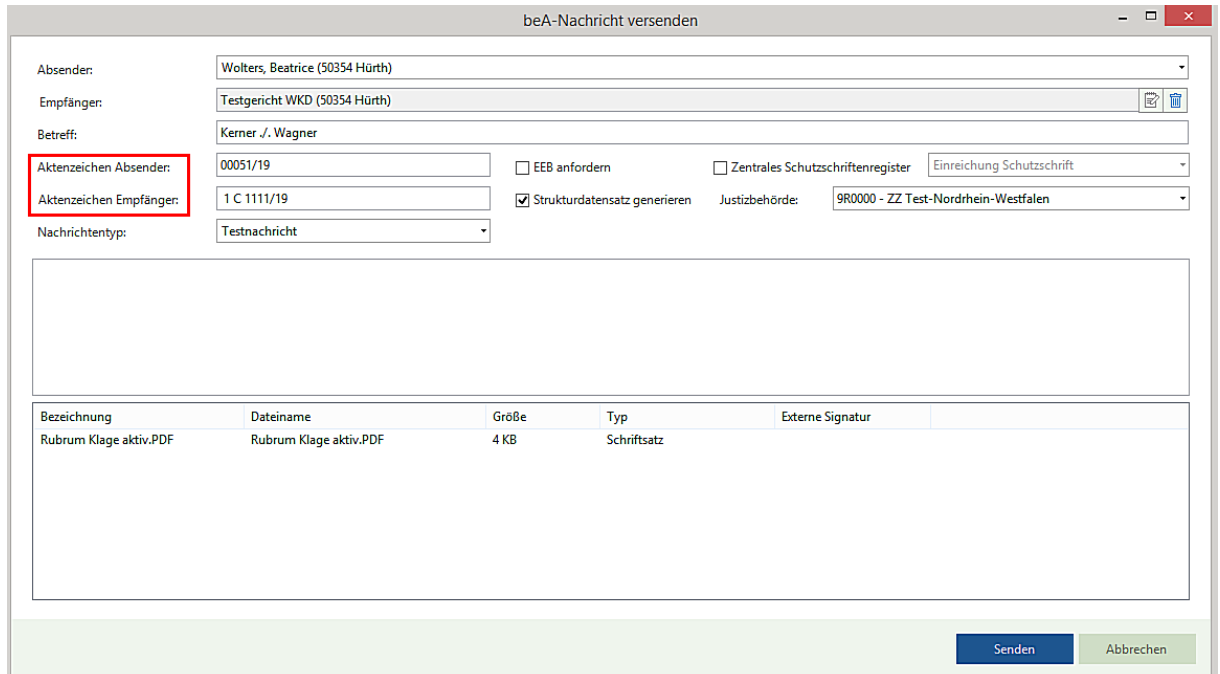 beA-Nachricht versenden
Absender: Wolters, Beatrice (50354 Hürth)
Empfänger: Testgericht WKD (50354 Hürth)
Betreff: Kerner ./. Wagner
Aktenzeichen Absender: 00051/19 EEB anfordern Zentrales Schutzschriftenregister Einreichung Schutzschrift
Aktenzeichen Empfänger: 1 C 1111/19 Strukturdatensatz generieren Justizbehörde: 9R0000 - ZZ Test-Nordrhein-Westfalen
Nachrichtentyp: Testnachricht
Bezeichnung Dateiname Größe Typ Externe Signatur
Rubrum Klage aktiv.PDF Rubrum Klage aktiv.PDF 4 KB Schriftsatz
Senden Abbrechen